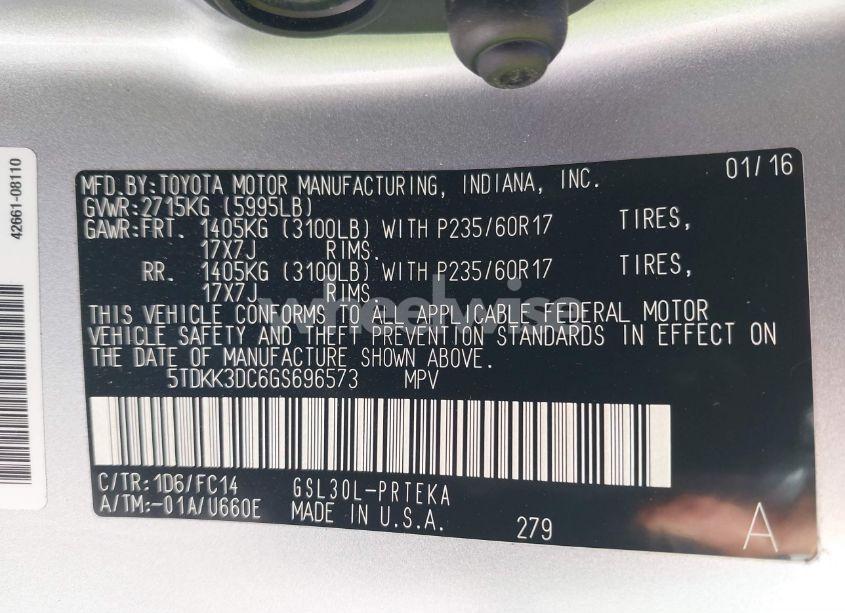 42661-08110
01/16
MFD.BY:TOYOTA MOTOR MANUFACTURING, INDIANA, INC.
GVWR:2715KG (5995LB)
GAWR:FRT. 1405KG (3100LB) WITH P235/60R17 TIRES,
17X7J RIMS.
RR. 1405KG (3100LB) WITH P235/60R17 TIRES,
17X7J RIMS.
wheelwise
THIS VEHICLE CONFORMS TO ALL APPLICABLE FEDERAL MOTOR
VEHICLE SAFETY AND THEFT PREVENTION STANDARDS IN EFFECT ON
THE DATE OF MANUFACTURE SHOWN ABOVE.
5TDKK3DC6GS696573 MPV
C/TR:1D6/FC14 GSL30L-PRTEKA
A/TM:-01A/U660E MADE IN U.S.A. 279 A